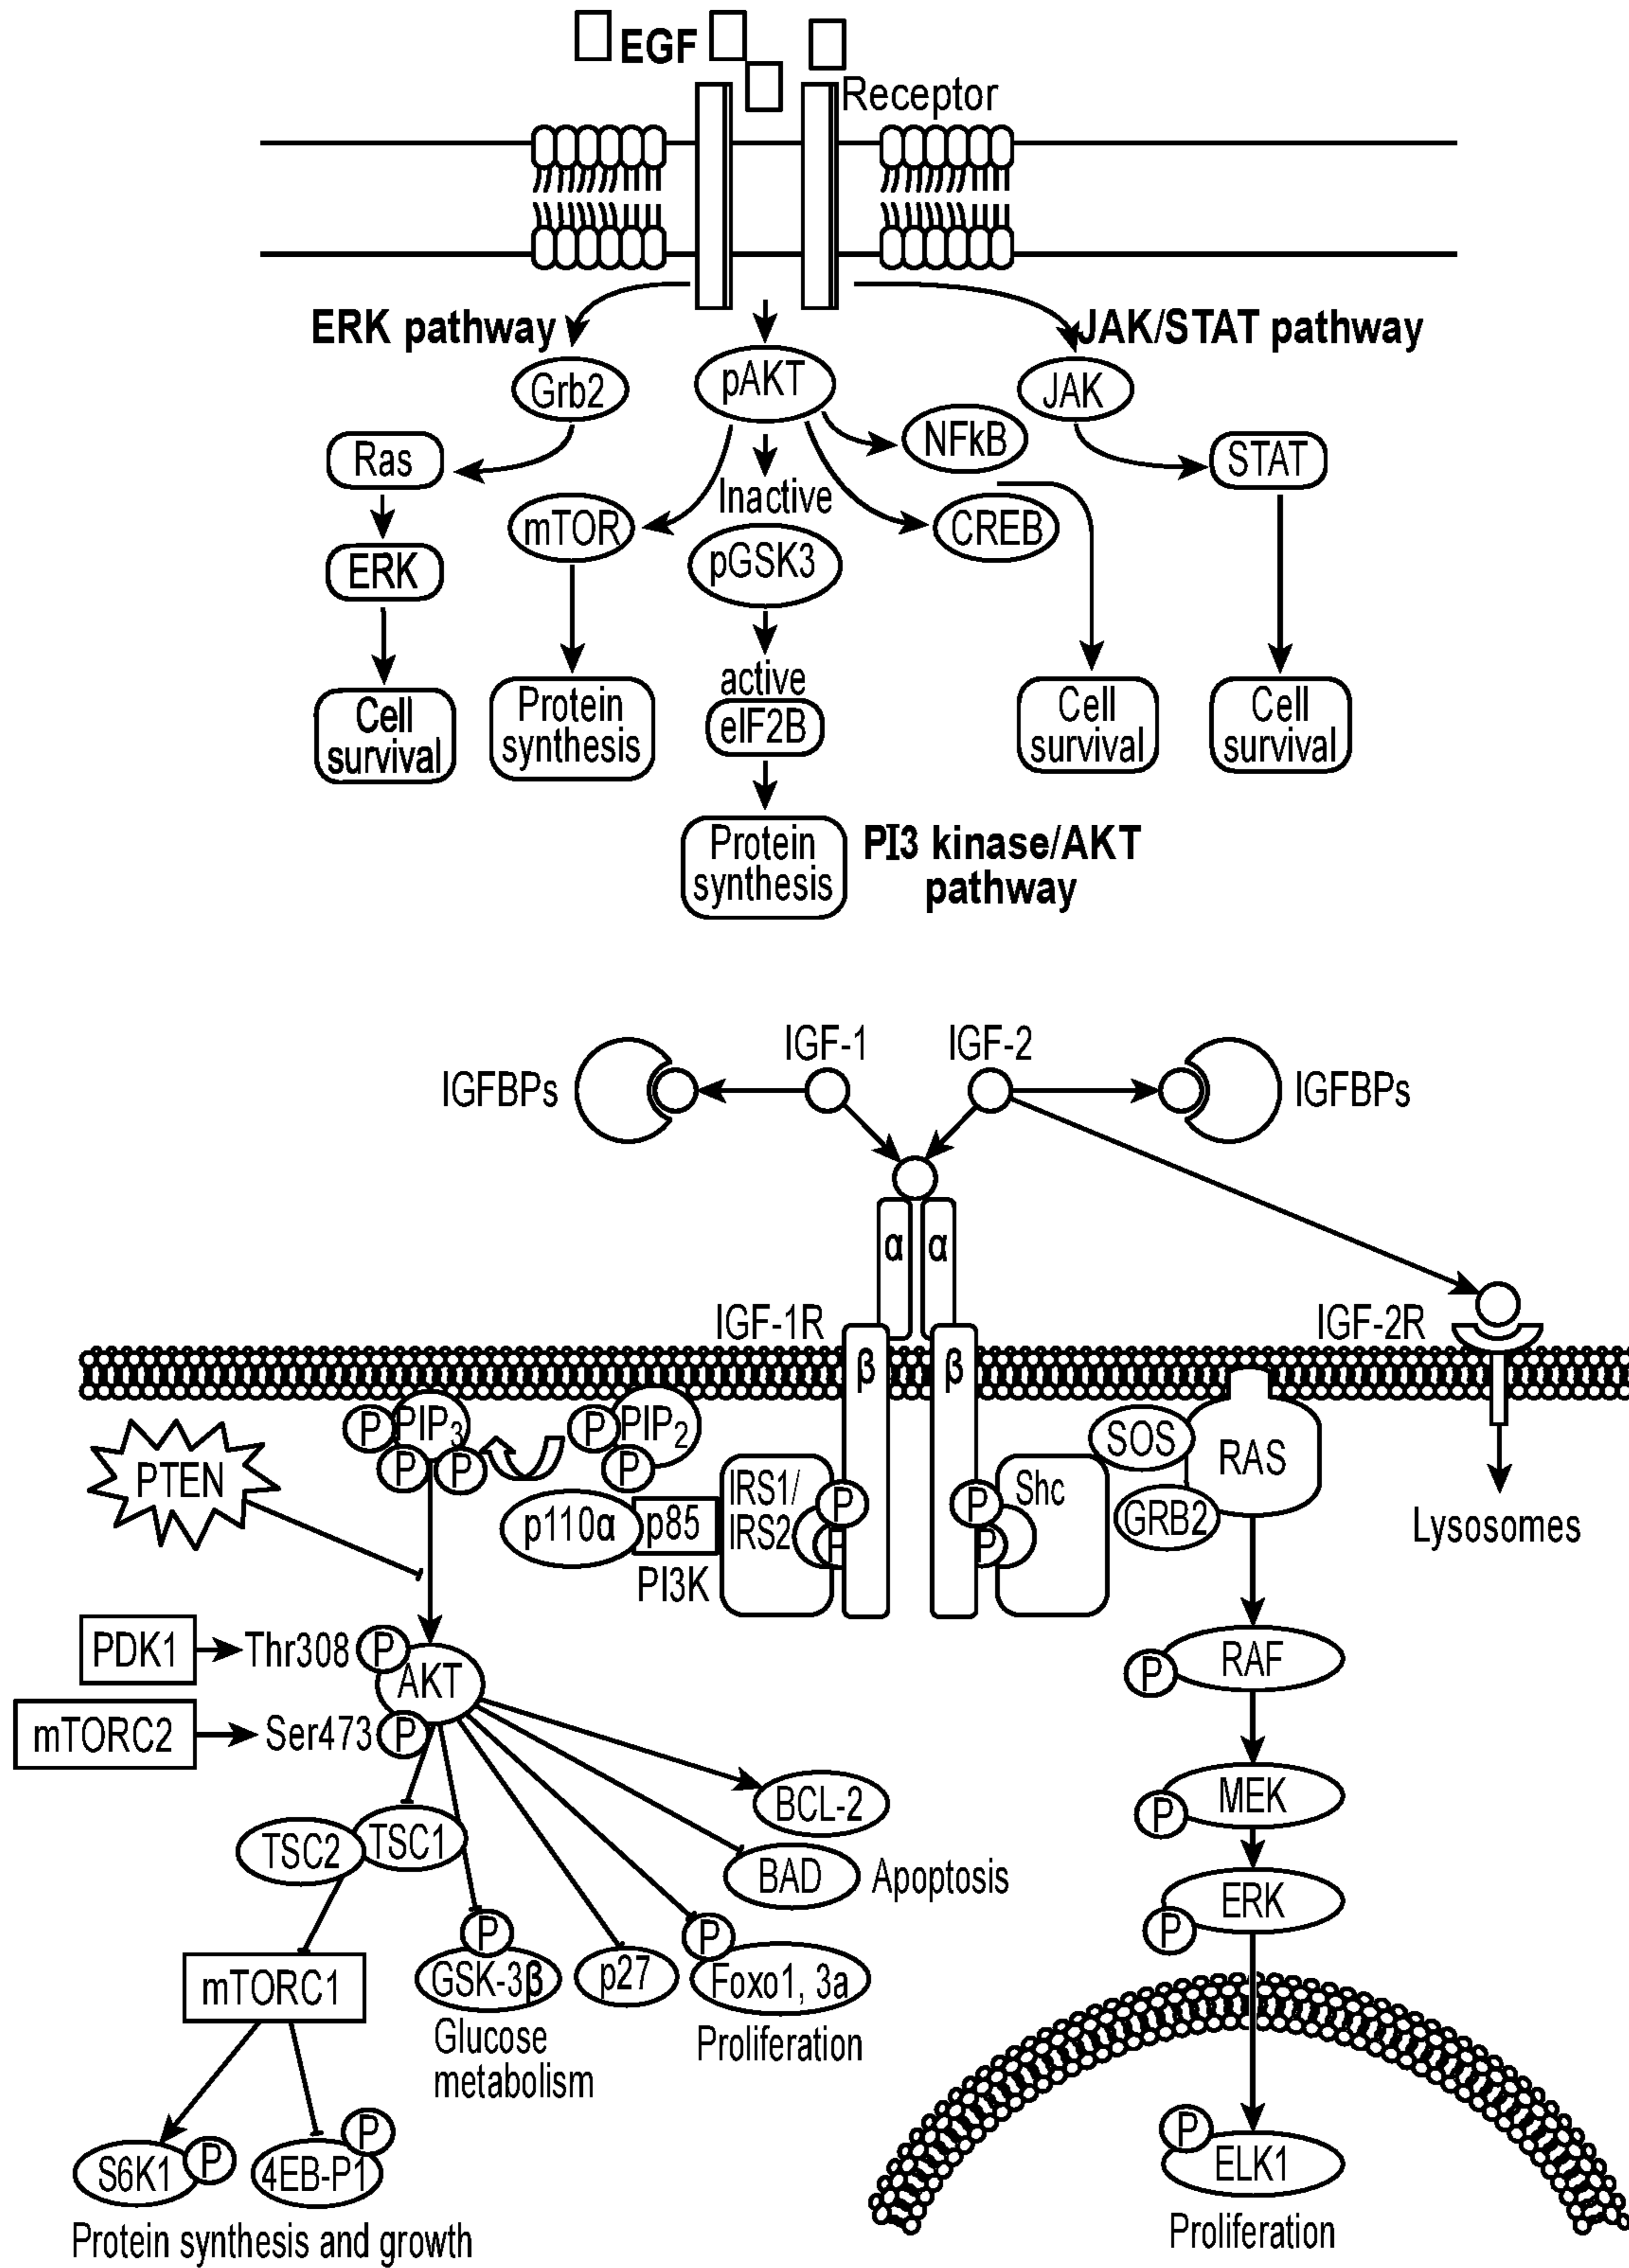 EGF
Receptor
ERK pathway
JAK/STAT pathway
Grb2
pAKT
JAK
NFkB
Ras
STAT
Inactive
mTOR
CREB
pGSK3
ERK
active
eIF2B
Cell
survival
Protein
synthesis
Cell
survival
Cell
survival
Protein
synthesis
PI3 kinase/AKT
pathway
IGF-1
IGF-2
IGFBPs
IGFBPs
α
α
IGF-1R
IGF-2R
β
β
P
PIP3
P
P
P
PIP2
P
PTEN
SOS
RAS
GRB2
IRS1/
IRS2
P
P
P
P
Shc
p110α
p85
PI3K
Lysosomes
PDK1
Thr308
P
AKT
mTORC2
Ser473
P
RAF
P
MEK
P
ERK
P
BCL-2
TSC2
TSC1
BAD
Apoptosis
P
GSK-3β
p27
P
Foxo1, 3a
mTORC1
Glucose
metabolism
Proliferation
S6K1
P
4EB-P1
P
P
ELK1
Protein synthesis and growth
Proliferation